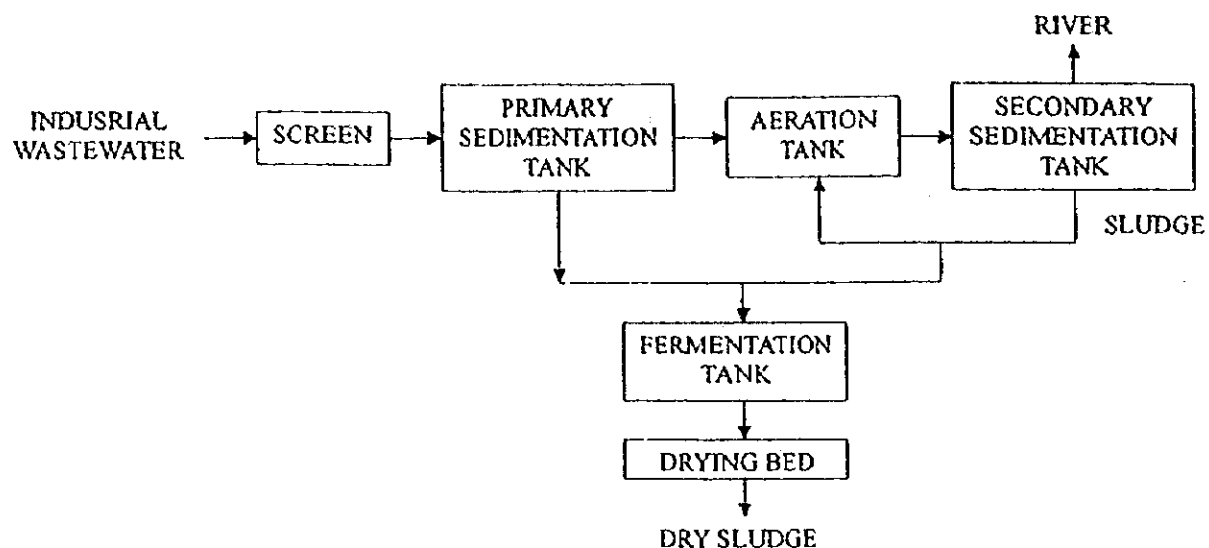 RIVER
INDUSRIAL
WASTEWATER
SCREEN
PRIMARY
SEDIMENTATION
TANK
AERATION
TANK
SECONDARY
SEDIMENTATION
TANK
SLUDGE
FERMENTATION
TANK
DRYING BED
DRY SLUDGE